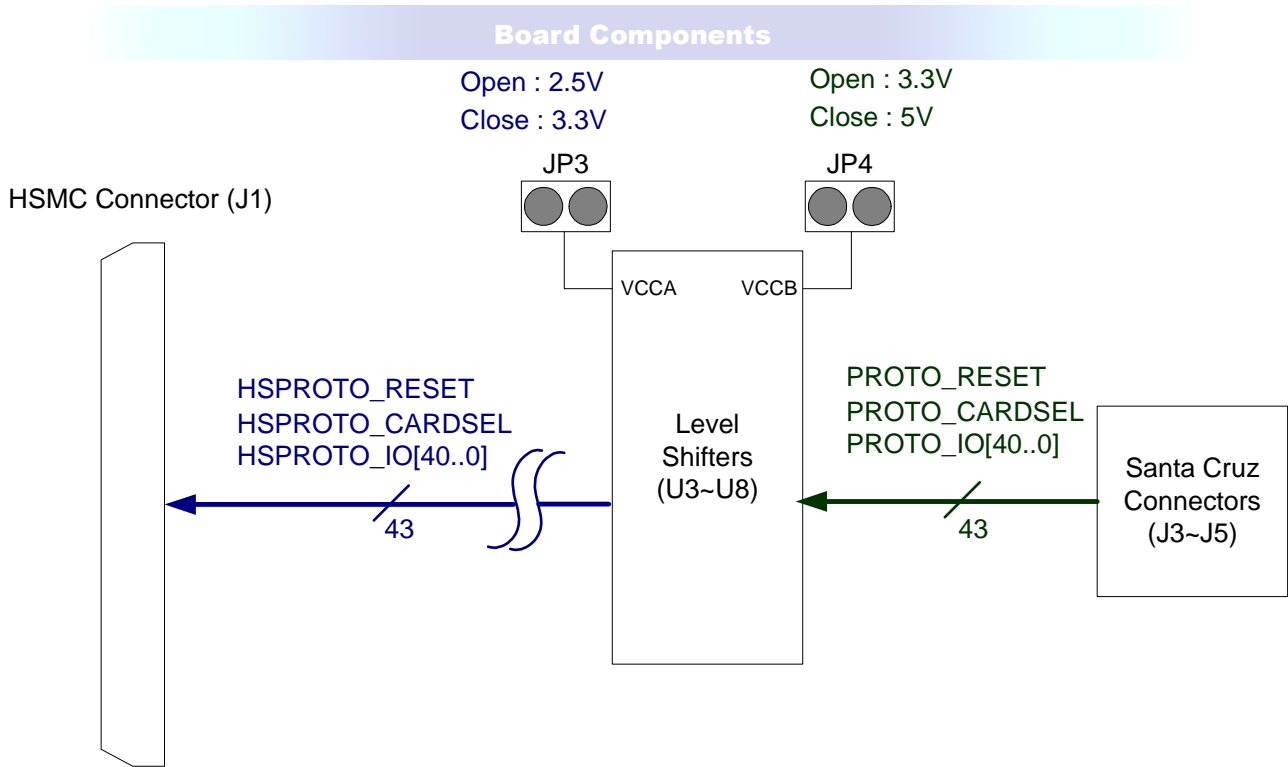 Board Components
Open : 2.5V
Close : 3.3V
Open : 3.3V
Close : 5V
JP3
JP4
HSMC Connector (J1)
VCCA
VCCB
HSPROTO_RESET
HSPROTO_CARDSEL
HSPROTO_IO[40..0]
43
Level
Shifters
(U3~U8)
PROTO_RESET
PROTO_CARDSEL
PROTO_IO[40..0]
43
Santa Cruz
Connectors
(J3~J5)